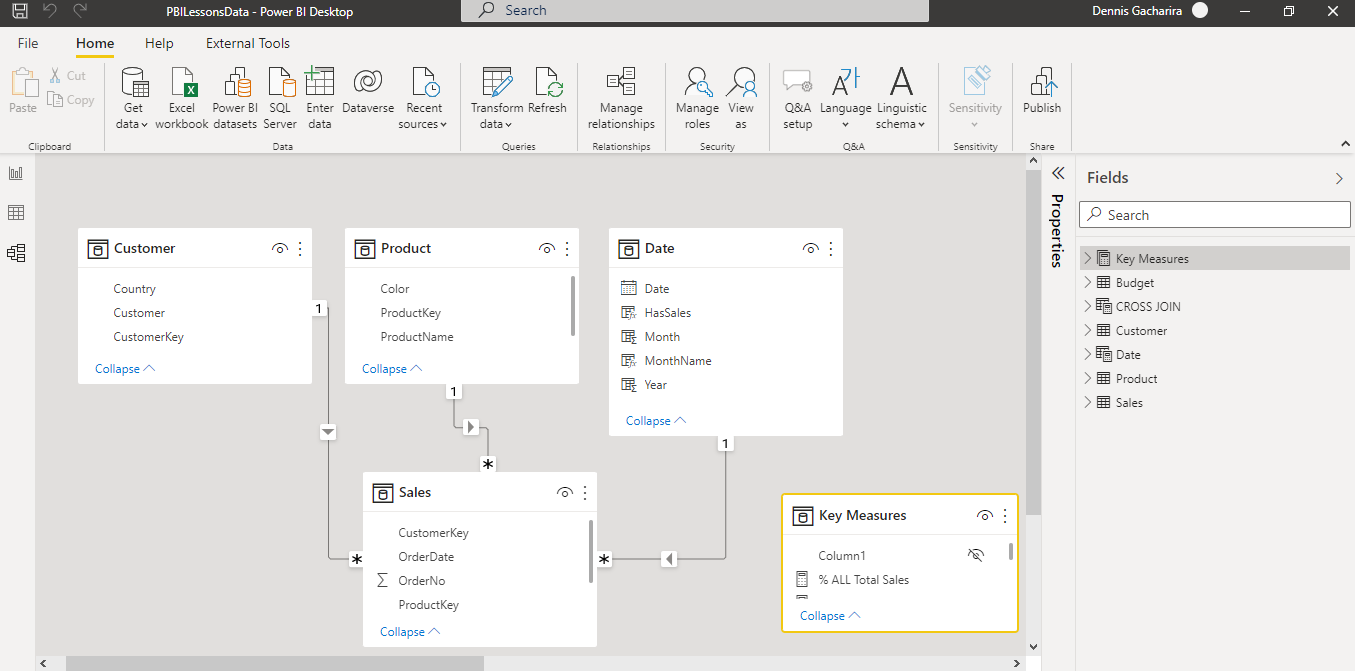 PBILessonsData - Power BI Desktop
Search
Dennis Gacharira
File
Home
Help
External Tools
Paste
Cut
Copy
Get
data
Excel
workbook
Power BI
datasets
SQL
Server
Enter
data
Dataverse
Recent
sources
Transform
data
Refresh
Manage
relationships
Manage
roles
View
as
Q&A
setup
Language
Linguistic
schema
Sensitivity
Publish
Clipboard
Data
Queries
Relationships
Security
Q&A
Sensitivity
Share
Customer
Country
Customer
CustomerKey
Collapse
1
Product
Color
ProductKey
ProductName
Collapse
1
*
Date
Date
HasSales
Month
MonthName
Year
Collapse
1
Sales
CustomerKey
OrderDate
OrderNo
ProductKey
Collapse
*
*
Key Measures
Column1
% ALL Total Sales
Collapse
Properties
Fields
Search
Key Measures
Budget
CROSS JOIN
Customer
Date
Product
Sales